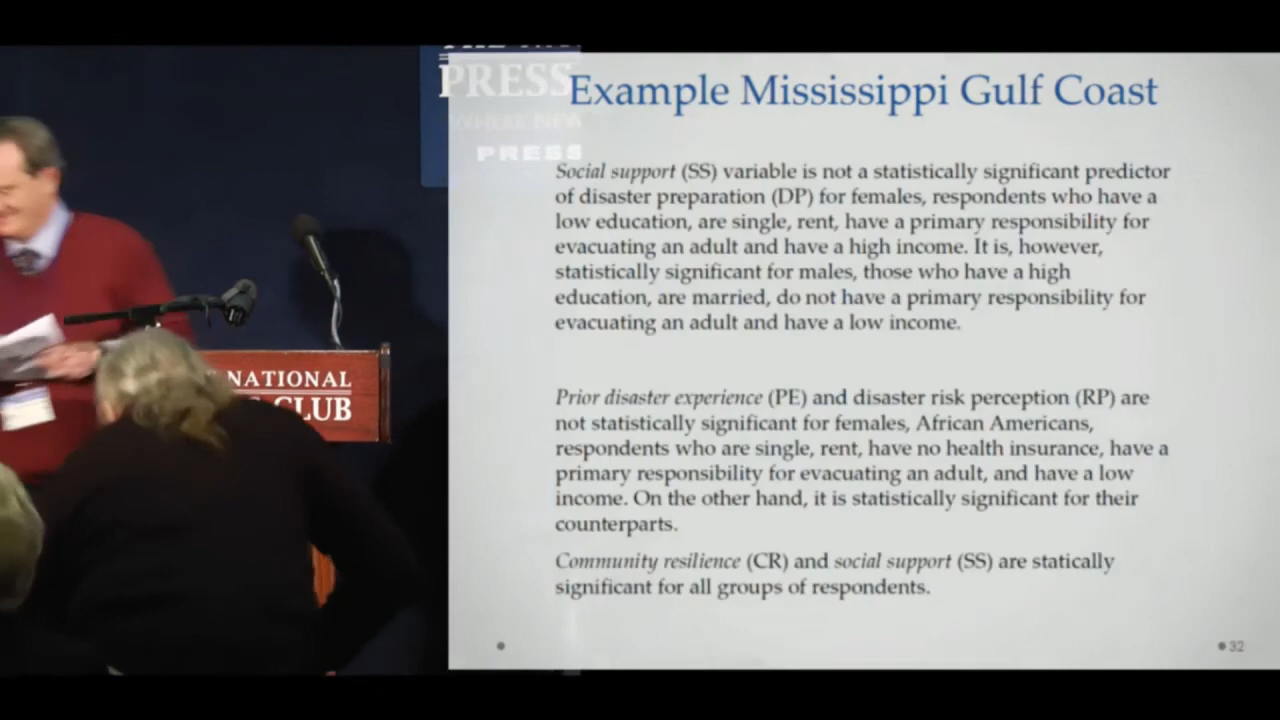 PRESS
WHERE NEW
PRESS
NATIONAL
CLUB
Example Mississippi Gulf Coast
Social support (SS) variable is not a statistically significant predictor
of disaster preparation (DP) for females, respondents who have a
low education, are single, rent, have a primary responsibility for
evacuating an adult and have a high income. It is, however,
statistically significant for males, those who have a high
education, are married, do not have a primary responsibility for
evacuating an adult and have a low income.
Prior disaster experience (PE) and disaster risk perception (RP) are
not statistically significant for females, African Americans,
respondents who are single, rent, have no health insurance, have a
primary responsibility for evacuating an adult, and have a low
income. On the other hand, it is statistically significant for their
counterparts.
Community resilience (CR) and social support (SS) are statically
significant for all groups of respondents.
32